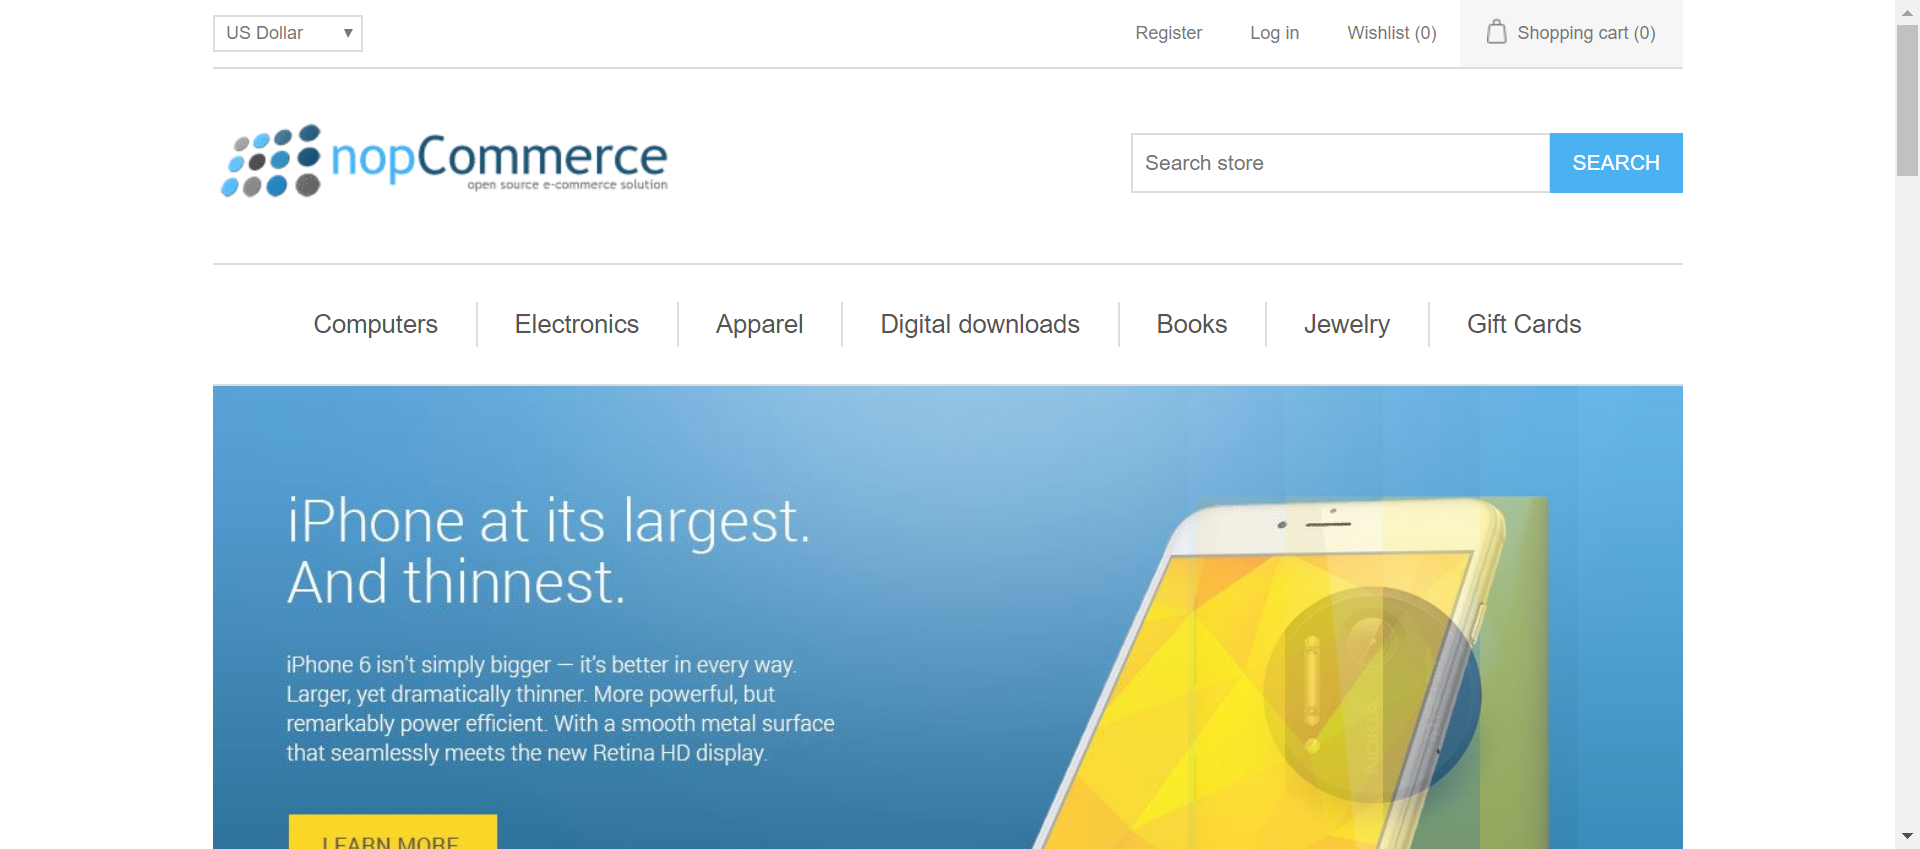 US Dollar
Register
Log in
Wishlist (0)
Shopping cart (0)
nopCommerce
open source e-commerce solution
Search store
SEARCH
Computers
Electronics
Apparel
Digital downloads
Books
Jewelry
Gift Cards
iPhone at its largest.
And thinnest.
iPhone 6 isn't simply bigger — it's better in every way.
Larger, yet dramatically thinner. More powerful, but
remarkably power efficient. With a smooth metal surface
that seamlessly meets the new Retina HD display.
LEARN MORE
NOKIA